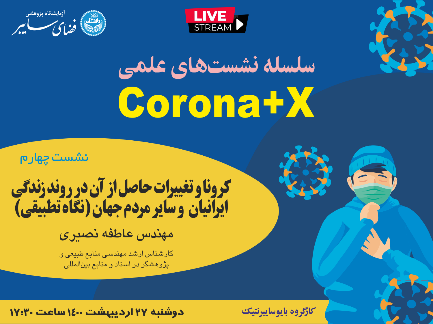 آزمایشگاه پژوهشی
فضای سایبر
LIVE
STREAM
سلسله نشست‌های علمی
Corona+X
نشست چهارم
کرونا و تغییرات حاصل از آن در روند زندگی
ایرانیان و سایر مردم جهان (نگاه تطبیقی)
مهندس عاطفه نصیری
کارشناس ارشد مهندسی منابع طبیعی و
پژوهشگر در اسناد و منابع بین‌المللی
دوشنبه ۲۷ اردیبهشت ۱۴۰۰ ساعت ۱۷:۳۰
کارگروه بایوسایبرنتیک